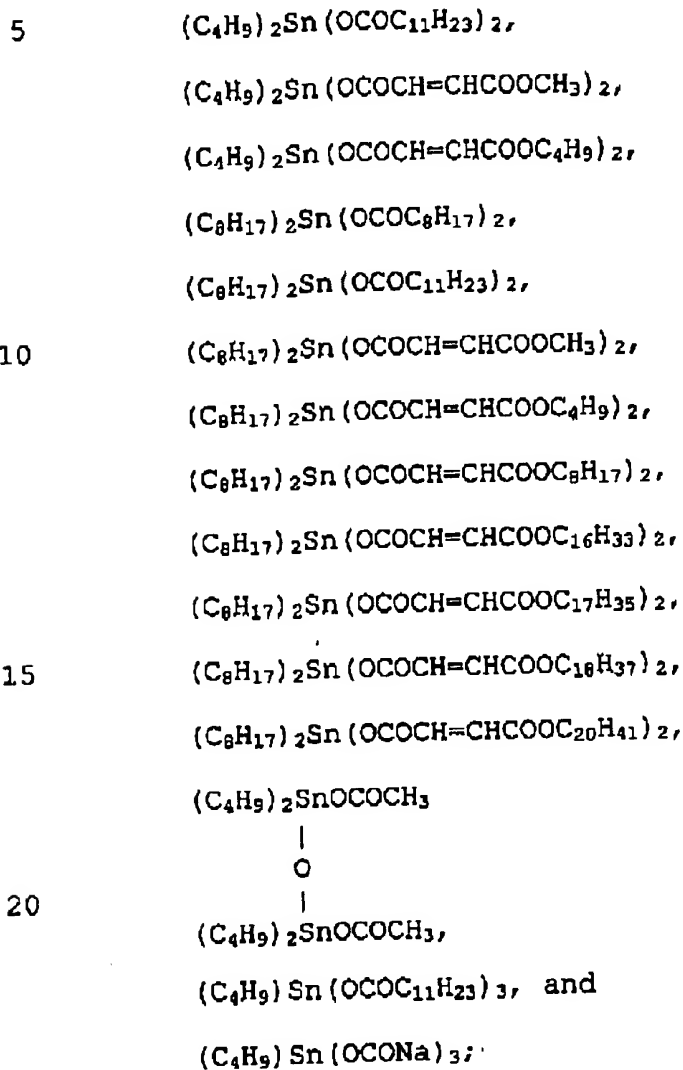 5 (C₄H₉)₂Sn(OCOC₁₁H₂₃)₂,
(C₄H₉)₂Sn(OCOCH=CHCOOCH₃)₂,
(C₄H₉)₂Sn(OCOCH=CHCOOC₄H₉)₂,
(C₈H₁₇)₂Sn(OCOC₈H₁₇)₂,
(C₈H₁₇)₂Sn(OCOC₁₁H₂₃)₂,
10 (C₈H₁₇)₂Sn(OCOCH=CHCOOCH₃)₂,
(C₈H₁₇)₂Sn(OCOCH=CHCOOC₄H₉)₂,
(C₈H₁₇)₂Sn(OCOCH=CHCOOC₈H₁₇)₂,
(C₈H₁₇)₂Sn(OCOCH=CHCOOC₁₆H₃₃)₂,
(C₈H₁₇)₂Sn(OCOCH=CHCOOC₁₇H₃₅)₂,
15 (C₈H₁₇)₂Sn(OCOCH=CHCOOC₁₈H₃₇)₂,
(C₈H₁₇)₂Sn(OCOCH=CHCOOC₂₀H₄₁)₂,
(C₄H₉)₂SnOCOCH₃
|
O
20 |
(C₄H₉)₂SnOCOCH₃,
(C₄H₉)Sn(OCOC₁₁H₂₃)₃, and
(C₄H₉)Sn(OCONa)₃;